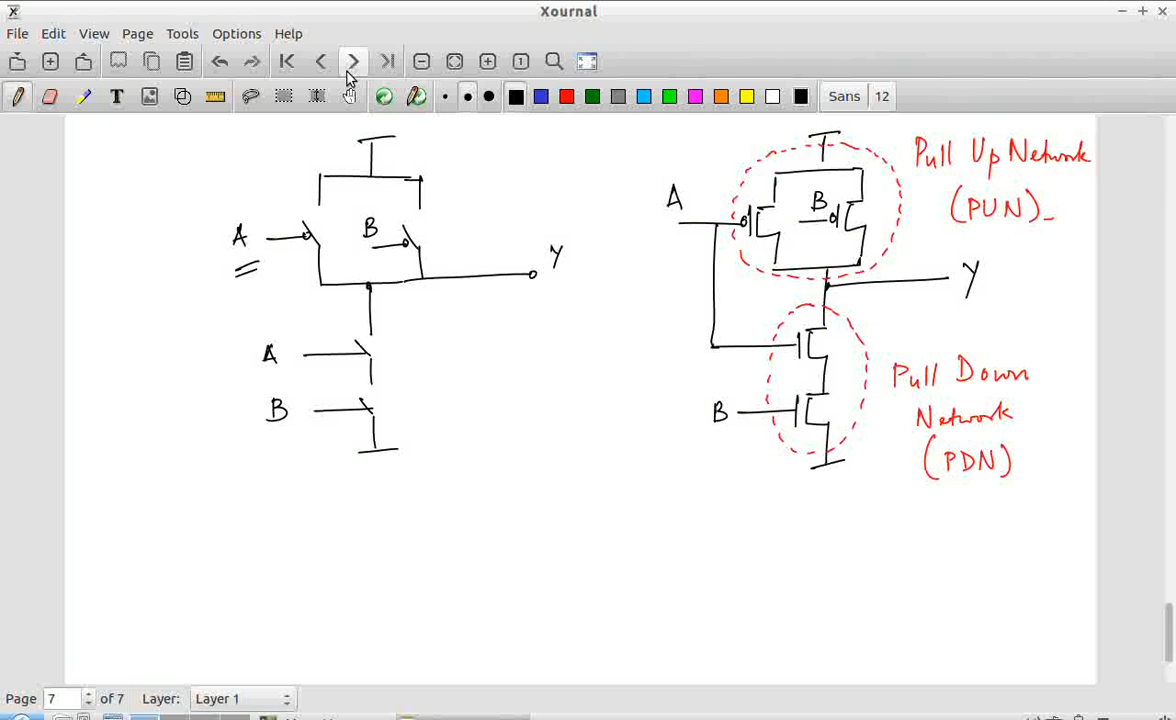 Xournal
File Edit View Page Tools Options Help
Sans 12
A
B
Y
A
B
A
B
Y
B
Pull Up Network
(PUN)
Pull Down
Network
(PDN)
Page 7 of 7 Layer: Layer 1